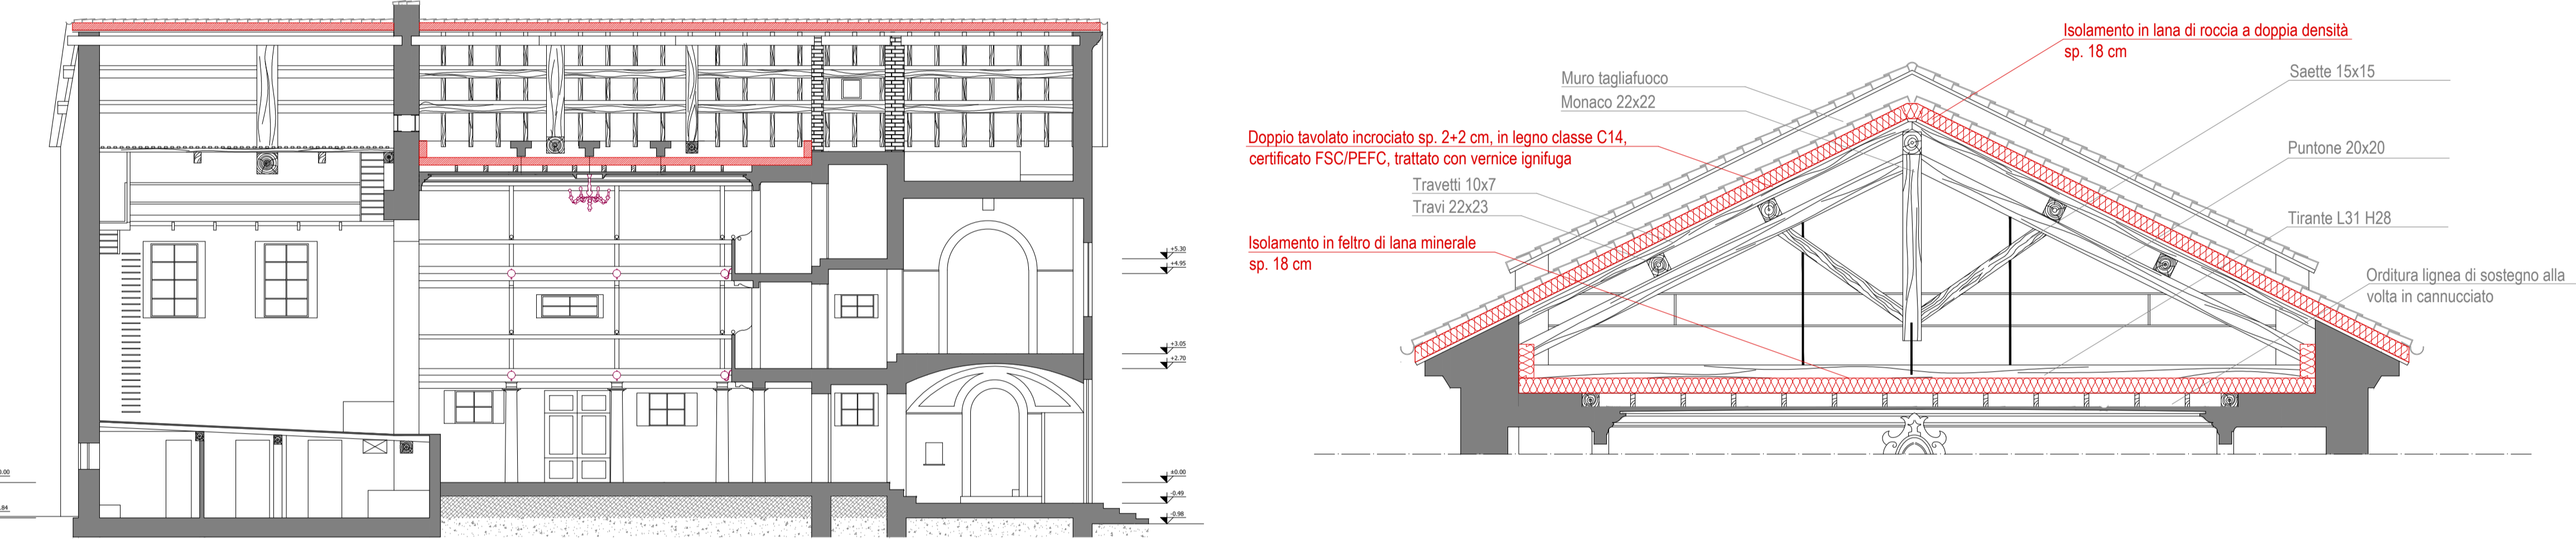 +5.30
+4.95
+3.05
+2.70
±0.00
-0.49
-0.98
0.00
.84
Isolamento in lana di roccia a doppia densità
sp. 18 cm
Muro tagliafuoco
Monaco 22x22
Saette 15x15
Doppio tavolato incrociato sp. 2+2 cm, in legno classe C14,
certificato FSC/PEFC, trattato con vernice ignifuga
Puntone 20x20
Travetti 10x7
Travi 22x23
Tirante L31 H28
Isolamento in feltro di lana minerale
sp. 18 cm
Orditura lignea di sostegno alla
volta in cannucciato